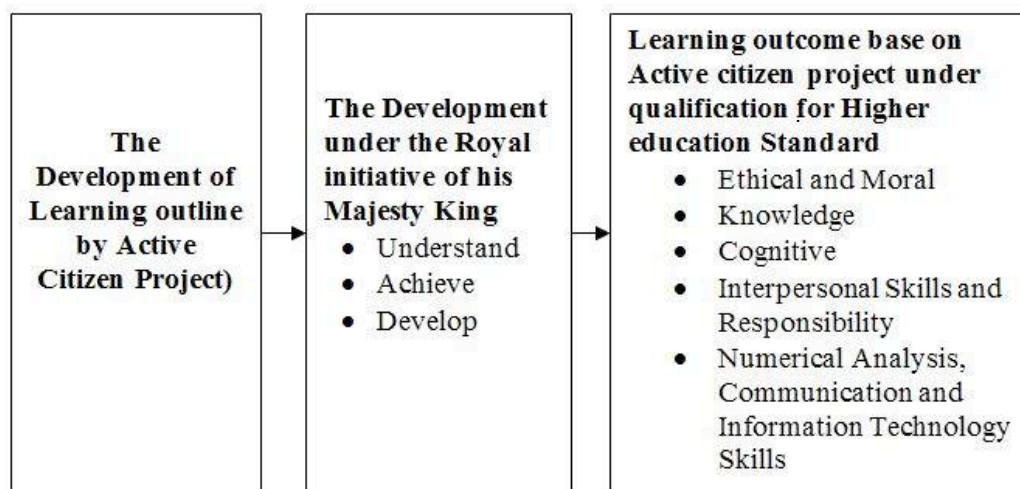 The
Development of
Learning outline
by Active
Citizen Project)
The Development
under the Royal
initiative of his
Majesty King
• Understand
• Achieve
• Develop
Learning outcome base on
Active citizen project under
qualification for Higher
education Standard
• Ethical and Moral
• Knowledge
• Cognitive
• Interpersonal Skills and
Responsibility
• Numerical Analysis,
Communication and
Information Technology
Skills